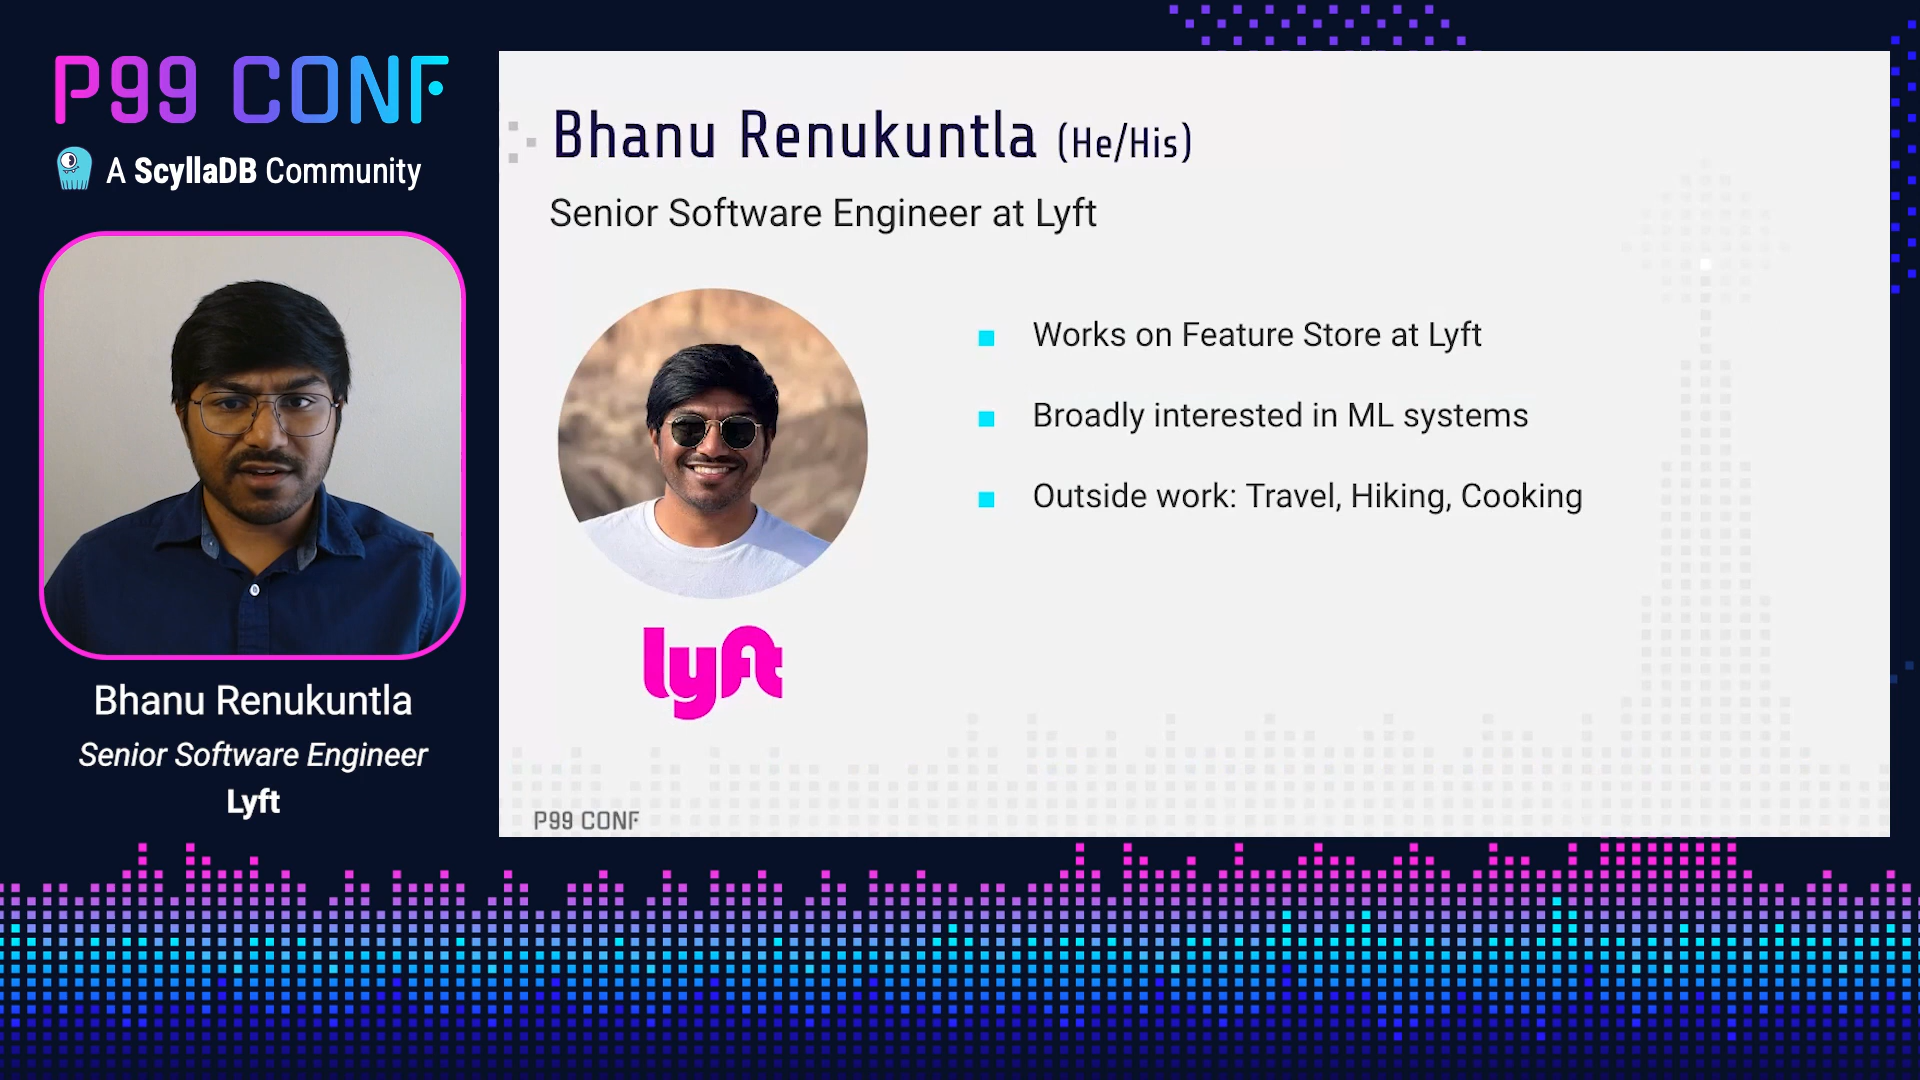 P99 CONF
A ScyllaDB Community
Bhanu Renukuntla
Senior Software Engineer
Lyft
Bhanu Renukuntla (He/His)
Senior Software Engineer at Lyft
Works on Feature Store at Lyft
Broadly interested in ML systems
Outside work: Travel, Hiking, Cooking
lyft
P99 CONF